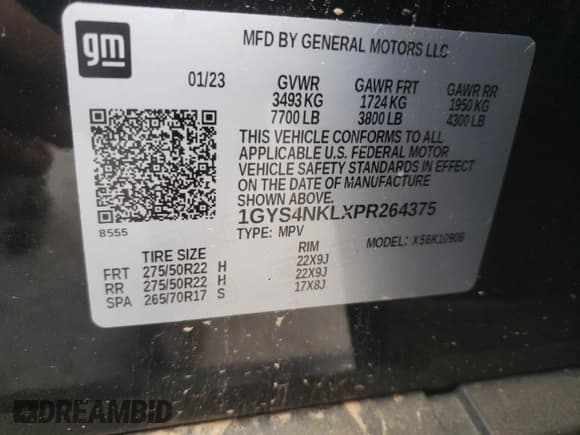 gm
MFD BY GENERAL MOTORS LLC
01/23 GVWR GAWR FRT GAWR RR
3493 KG 1724 KG 1950 KG
7700 LB 3800 LB 4300 LB
THIS VEHICLE CONFORMS TO ALL
APPLICABLE U.S. FEDERAL MOTOR
VEHICLE SAFETY STANDARDS IN EFFECT
ON THE DATE OF MANUFACTURE
SHOWN ABOVE.
8555
1GYS4NKLXPR264375
TYPE: MPV MODEL: X56K10906
TIRE SIZE RIM
FRT 275/50R22 H 22X9J
RR 275/50R22 H 22X9J
SPA 265/70R17 S 17X8J
DREAMBID